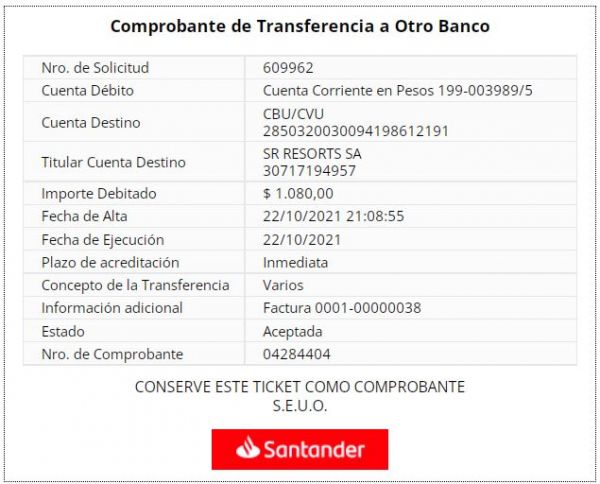 Comprobante de Transferencia a Otro Banco
Nro. de Solicitud 609962
Cuenta Débito Cuenta Corriente en Pesos 199-003989/5
Cuenta Destino CBU/CVU
2850320030094198612191
Titular Cuenta Destino SR RESORTS SA
30717194957
Importe Debitado $ 1.080,00
Fecha de Alta 22/10/2021 21:08:55
Fecha de Ejecución 22/10/2021
Plazo de acreditación Inmediata
Concepto de la Transferencia Varios
Información adicional Factura 0001-00000038
Estado Aceptada
Nro. de Comprobante 04284404
CONSERVE ESTE TICKET COMO COMPROBANTE
S.E.U.O.
Santander